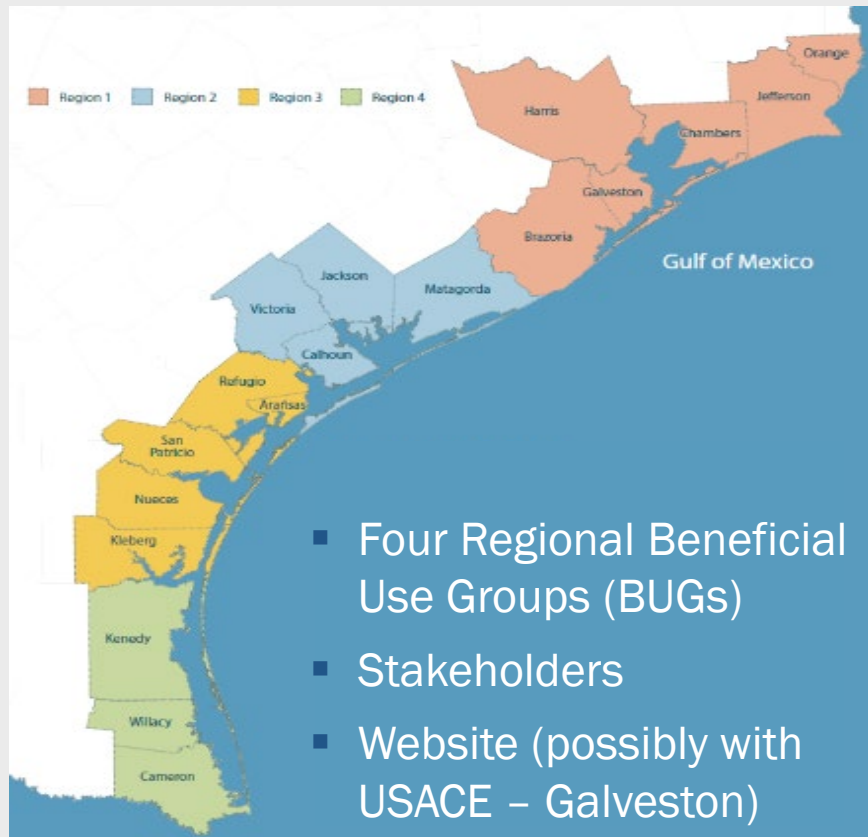 Region 1 Region 2 Region 3 Region 4
Orange
Jefferson
Harris
Chambers
Galveston
Brazoria
Gulf of Mexico
Jackson
Matagorda
Victoria
Calhoun
Refugio
Aransas
San
Patricio
Nueces
Kleberg
Kenedy
Willacy
Cameron
▪ Four Regional Beneficial
Use Groups (BUGs)
▪ Stakeholders
▪ Website (possibly with
USACE – Galveston)